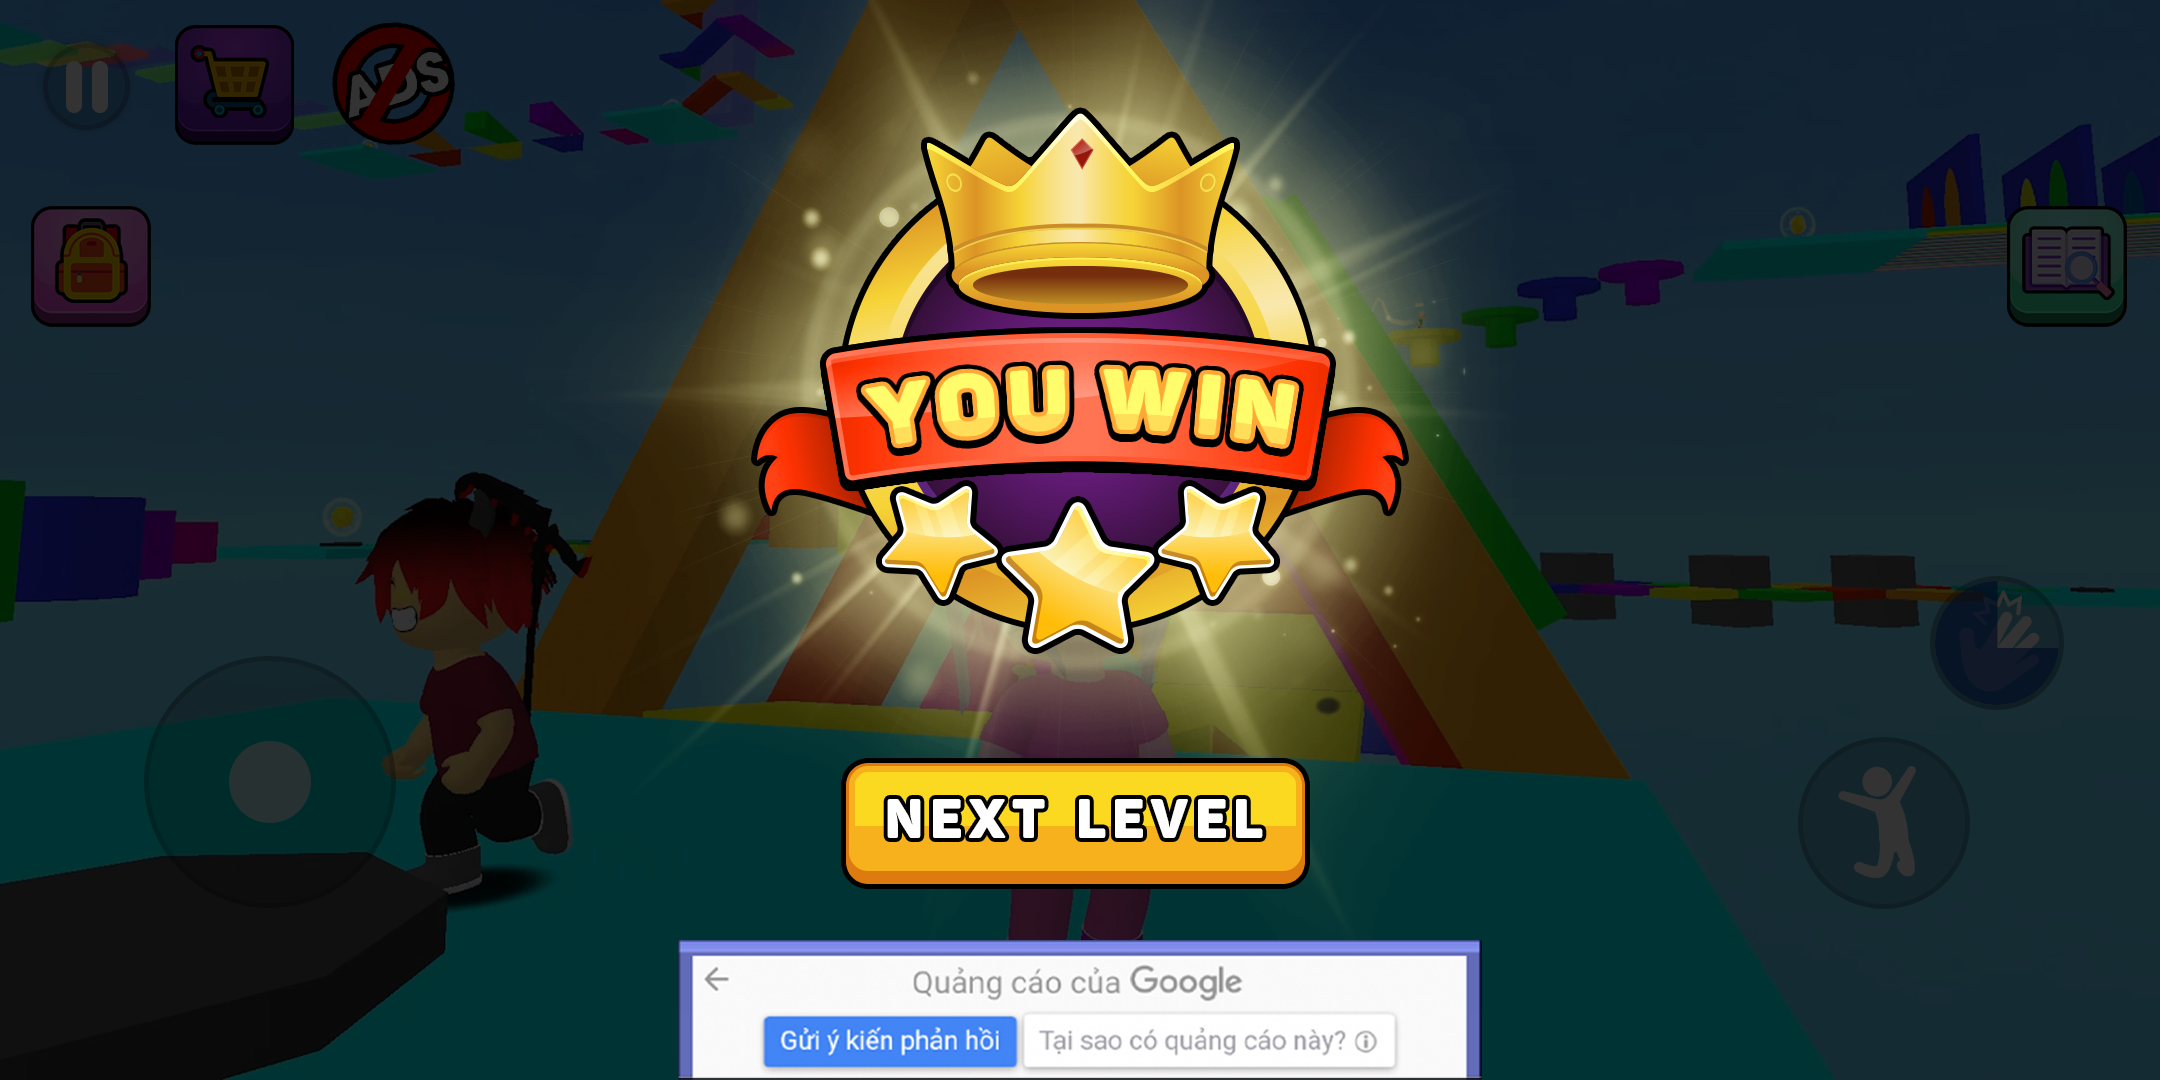 ADS
YOU WIN
NEXT LEVEL
Quảng cáo của Google
Gửi ý kiến phản hồi
Tại sao có quảng cáo này?